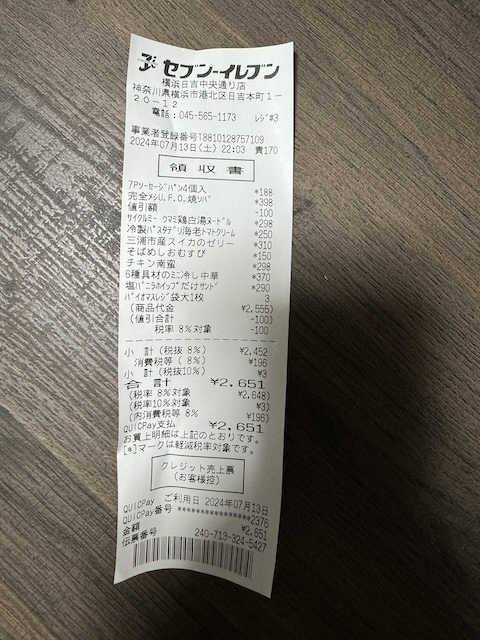 セブン-イレブン
横浜日吉中央通り店
神奈川県横浜市港北区日吉本町1-
20-12
電話:045-565-1173 レジ#3
事業者登録番号T8810128757109
2024年07月13日(土) 22:03 責170
領収書
7Pソーセージパン4個入 *188
完全メシU.F.O.焼ソバ *398
値引額 -100
サイクルミー ウマミ鶏白湯ヌードル *298
冷製パスタデリ海老トマトクリーム *250
三浦市産スイカのゼリー *310
そばめしおむすび *150
チキン南蛮 *298
6種具材のミニ冷し中華 *370
塩バニラホイップだけサンド *290
バイオマスレジ袋大1枚 3
(商品代金 ¥2,555)
(値引合計 -100)
税率 8%対象 -100
小 計(税抜 8%) ¥2,452
消費税等( 8%) ¥196
小 計(税抜10%) ¥3
合 計 ¥2,651
(税率 8%対象 ¥2,648)
(税率10%対象 ¥3)
(内消費税等 8% ¥196)
QUICPay支払 ¥2,651
お買上明細は上記のとおりです。
[*]マークは軽減税率対象です。
クレジット売上票
(お客様控)
QUICPay ご利用日 2024年07月13日
QUICPay番号 ****************2376
金額 ¥2,651
伝票番号 240-713-324-5427